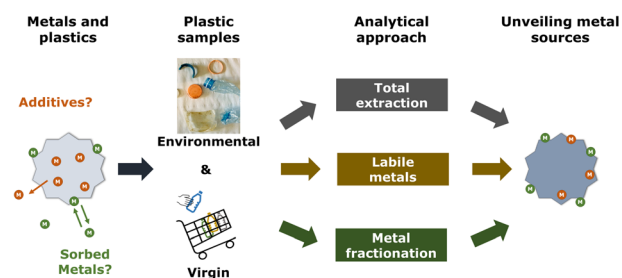 Metals and
plastics
Plastic
samples
Analytical
approach
Unveiling metal
sources
Additives?
M
M
M
M
M
M
M
M
M
M
Sorbed
Metals?
Environmental
&
Virgin
Total
extraction
Labile
metals
Metal
fractionation
M
M
M
M
M
M
M